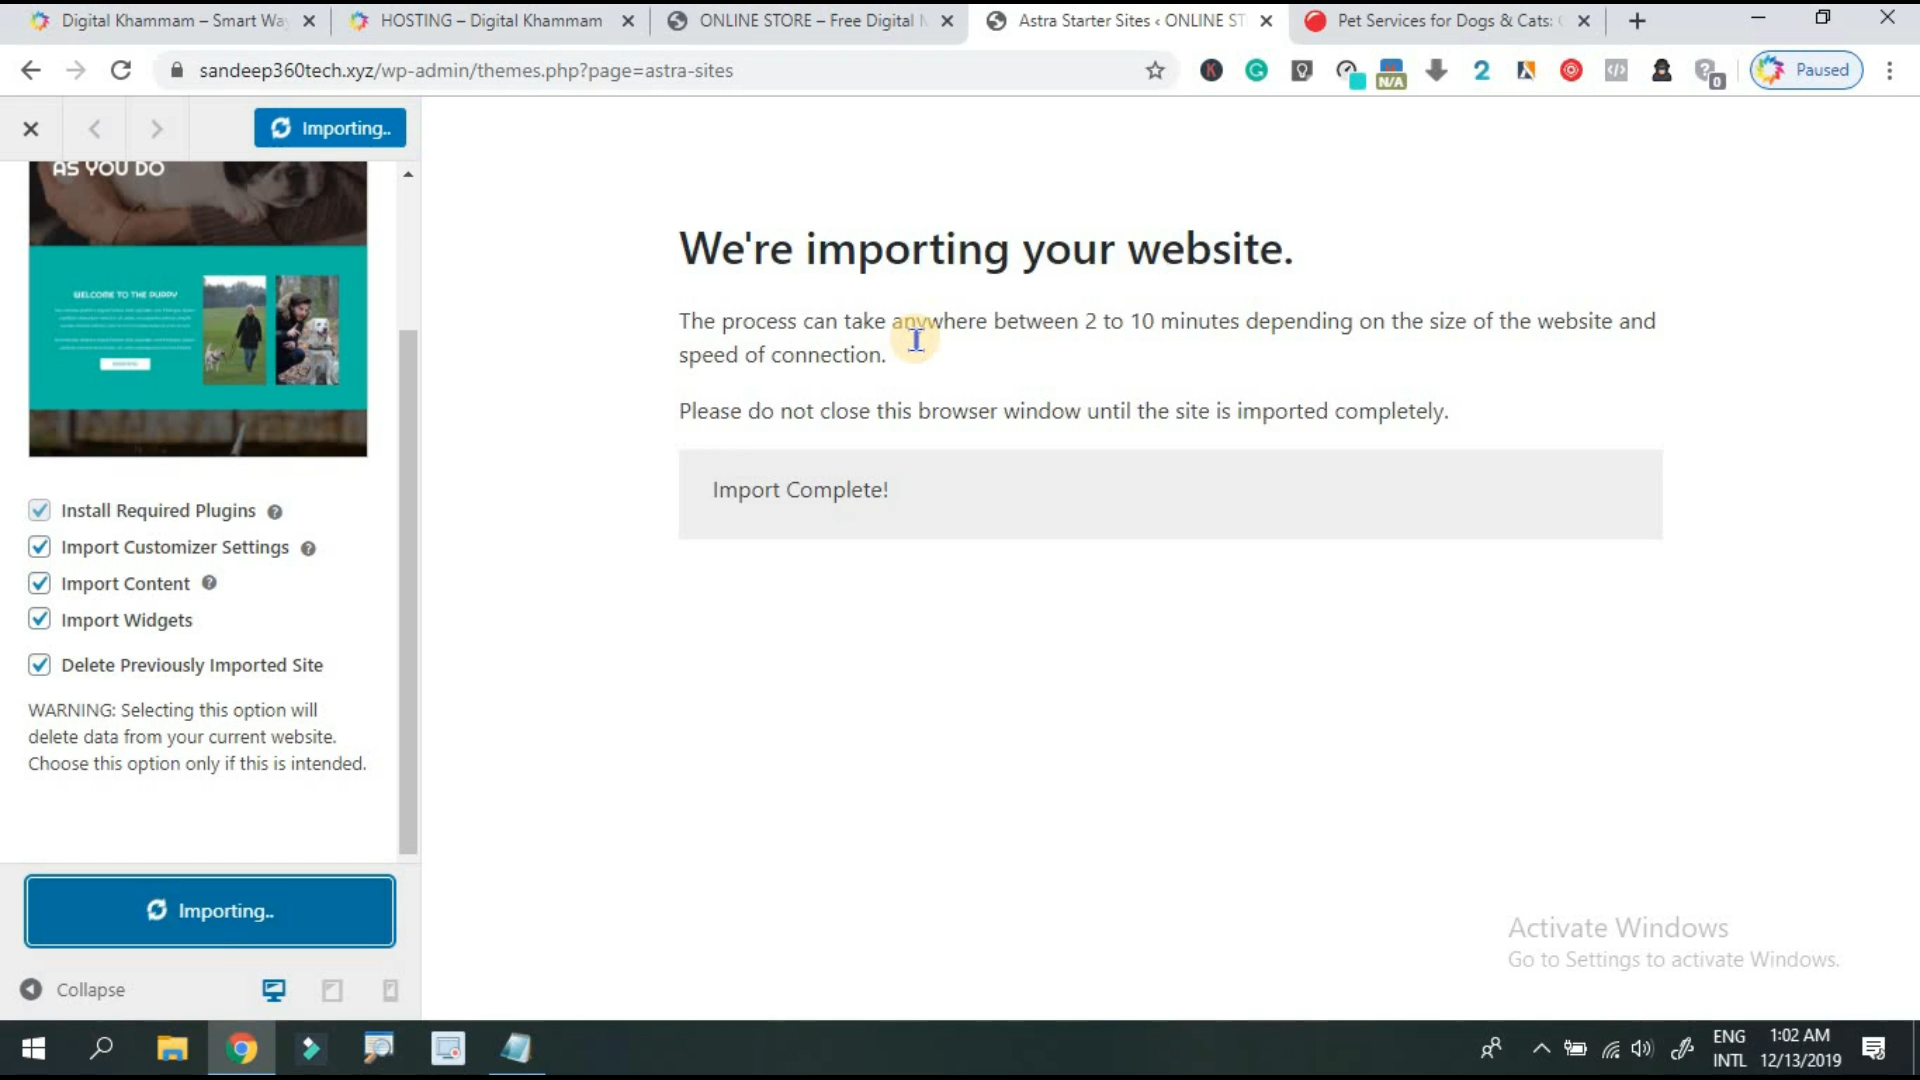 Digital Khammam – Smart Wa
HOSTING – Digital Khammam
ONLINE STORE – Free Digital
Astra Starter Sites ‹ ONLINE ST
Pet Services for Dogs & Cats:
sandeep360tech.xyz/wp-admin/themes.php?page=astra-sites
N/A
2
0
Paused
Importing..
AS YOU DO
WELCOME TO THE PUPPY
We're importing your website.
The process can take anywhere between 2 to 10 minutes depending on the size of the website and
speed of connection.
Please do not close this browser window until the site is imported completely.
Import Complete!
Install Required Plugins
Import Customizer Settings
Import Content
Import Widgets
Delete Previously Imported Site
WARNING: Selecting this option will
delete data from your current website.
Choose this option only if this is intended.
Importing..
Collapse
Activate Windows
Go to Settings to activate Windows.
ENG
INTL
1:02 AM
12/13/2019